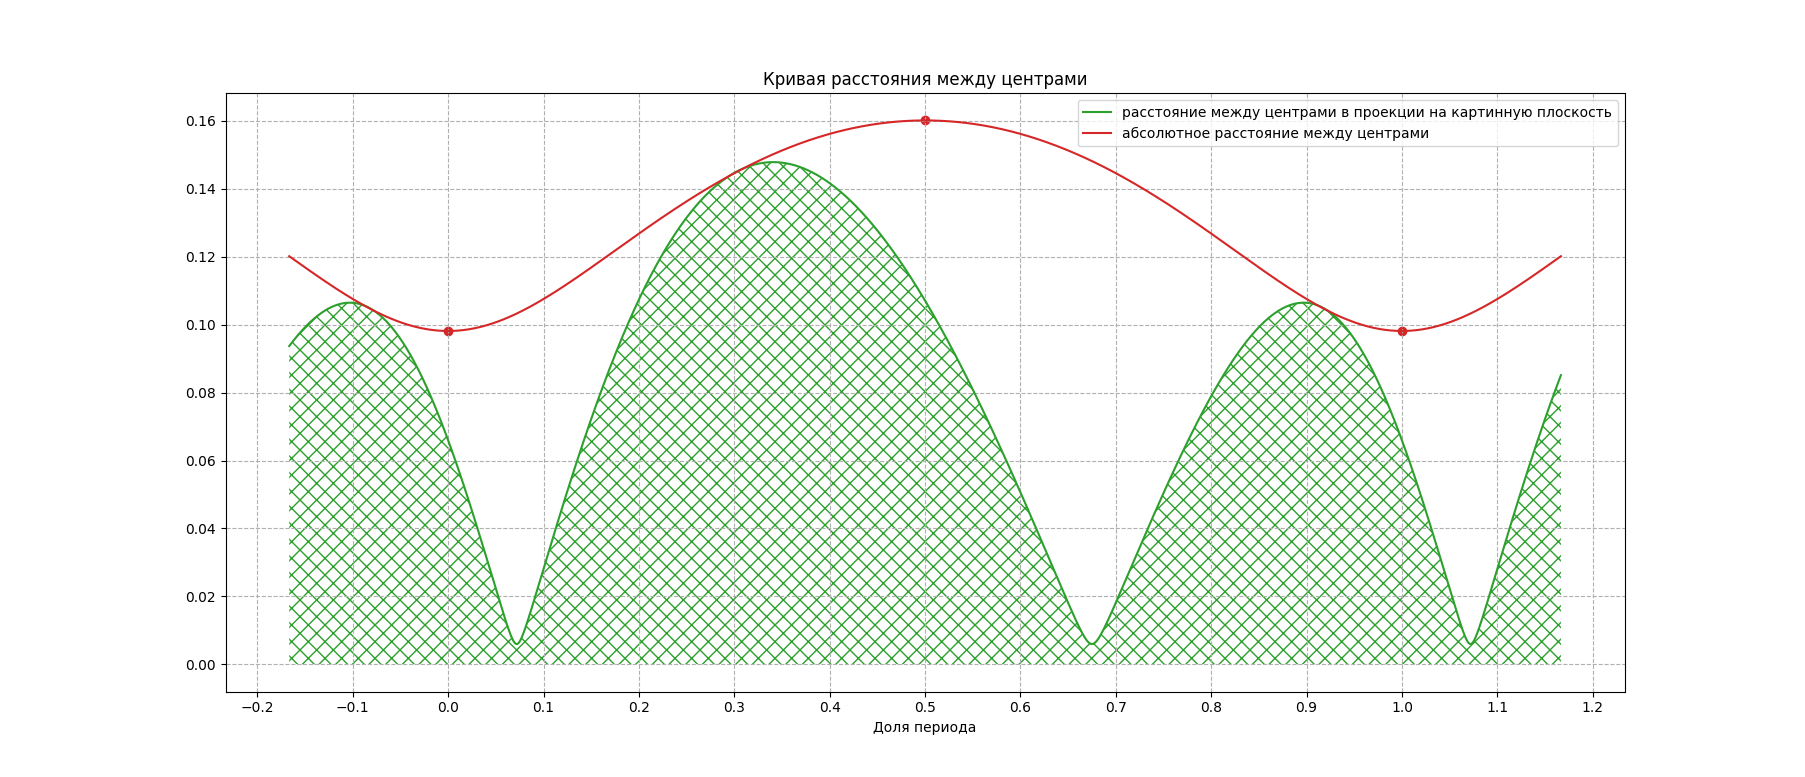 Кривая расстояния между центрами
расстояние между центрами в проекции на картинную плоскость
абсолютное расстояние между центрами
0.16
0.14
0.12
0.10
0.08
0.06
0.04
0.02
0.00
−0.2 −0.1 0.0 0.1 0.2 0.3 0.4 0.5 0.6 0.7 0.8 0.9 1.0 1.1 1.2
Доля периода